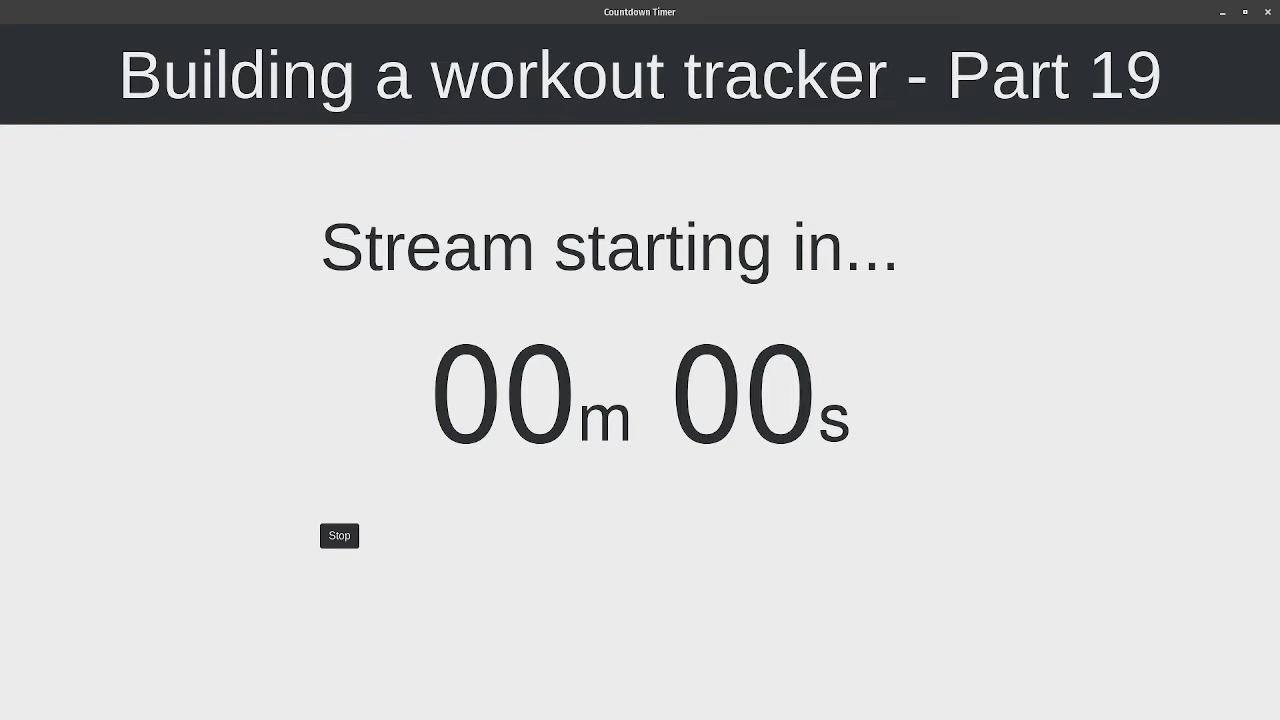 Countdown Timer
Building a workout tracker - Part 19
Stream starting in...
00m 00s
Stop